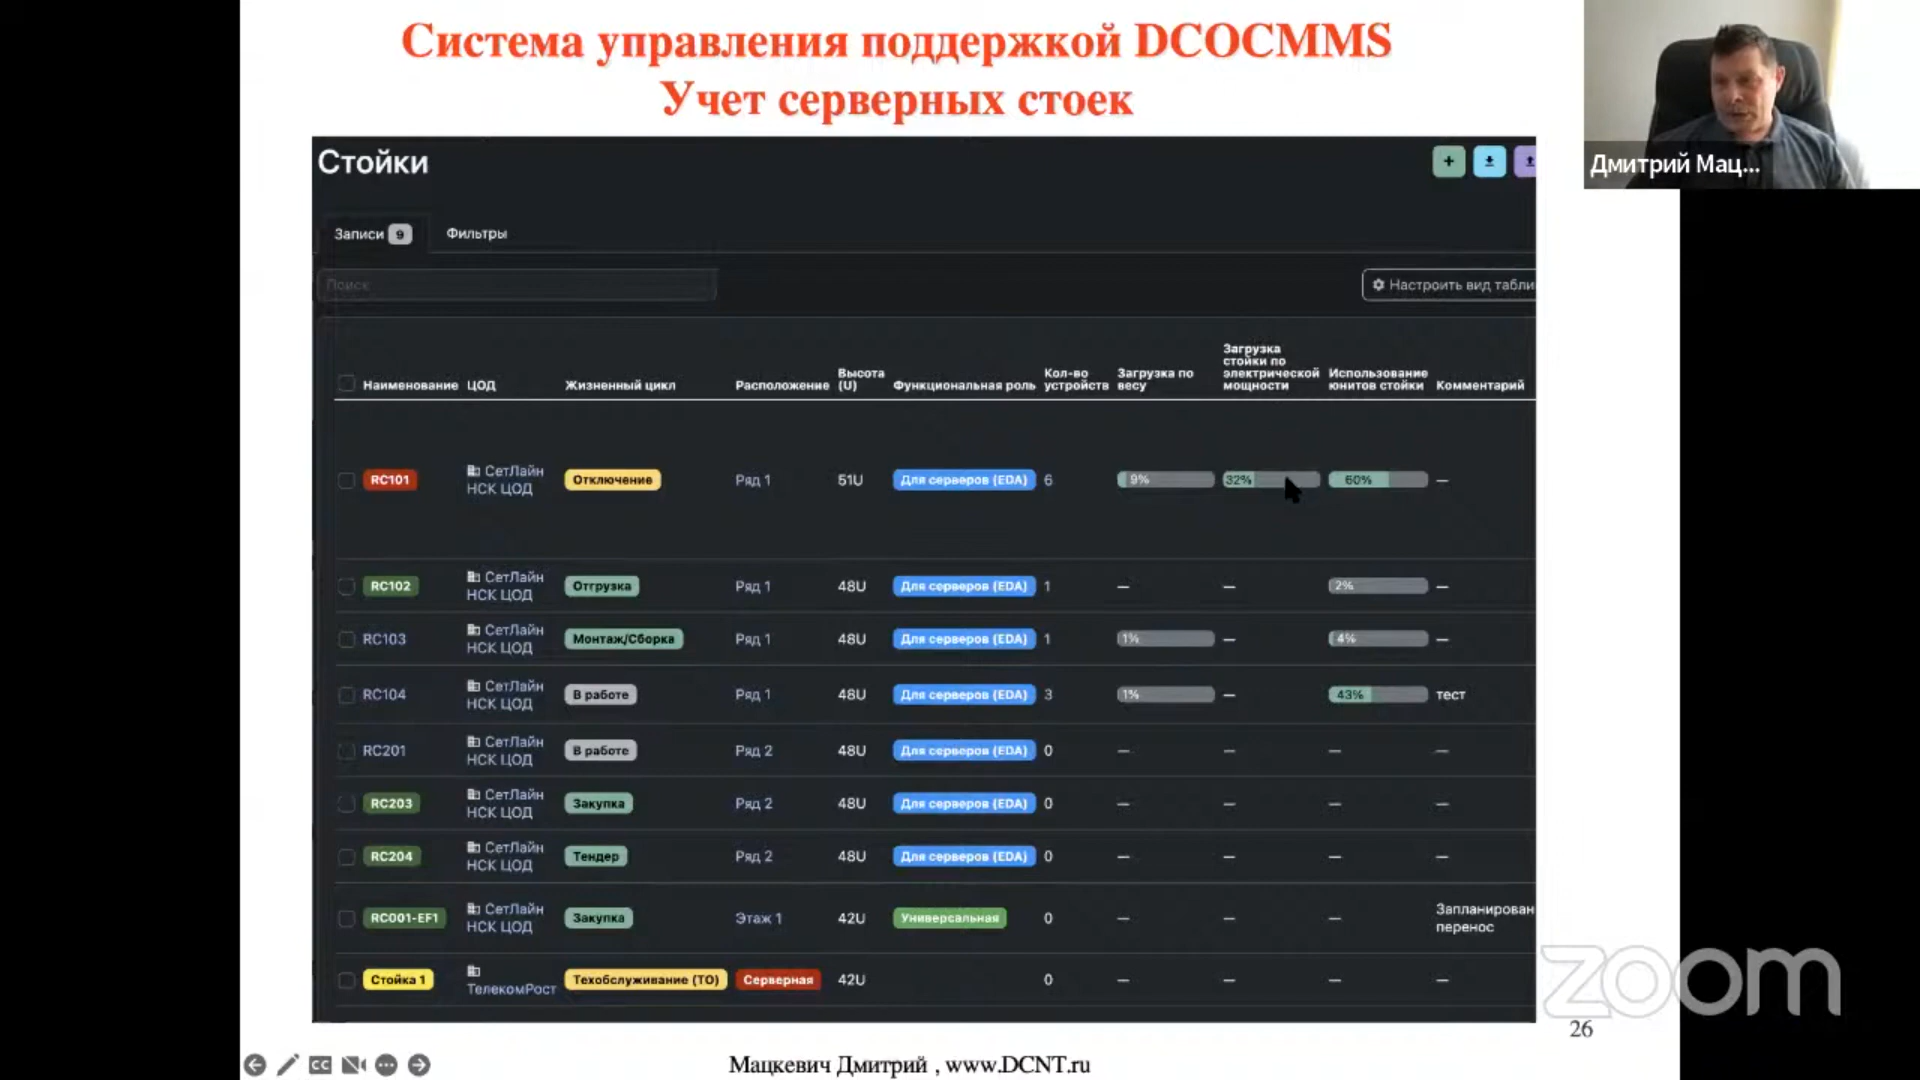 Система управления поддержкой DCOCMMS
Учет серверных стоек
Дмитрий Мац...
Стойки
Записи 9 Фильтры
Поиск
Настроить вид табли
Наименование ЦОД Жизненный цикл Расположение Высота (U) Функциональная роль Кол-во устройств Загрузка по весу Загрузка стойки по электрической мощности Использование юнитов стойки Комментарий
RC101 СетЛайн НСК ЦОД Отключение Ряд 1 51U Для серверов (EDA) 6 9% 32% 60% —
RC102 СетЛайн НСК ЦОД Отгрузка Ряд 1 48U Для серверов (EDA) 1 — — 2% —
RC103 СетЛайн НСК ЦОД Монтаж/Сборка Ряд 1 48U Для серверов (EDA) 1 1% — 4% —
RC104 СетЛайн НСК ЦОД В работе Ряд 1 48U Для серверов (EDA) 3 1% — 43% тест
RC201 СетЛайн НСК ЦОД В работе Ряд 2 48U Для серверов (EDA) 0 — — — —
RC203 СетЛайн НСК ЦОД Закупка Ряд 2 48U Для серверов (EDA) 0 — — — —
RC204 СетЛайн НСК ЦОД Тендер Ряд 2 48U Для серверов (EDA) 0 — — — —
RC001-EF1 СетЛайн НСК ЦОД Закупка Этаж 1 42U Универсальная 0 — — — Запланирован перенос
Стойка 1 ТелекомРост Техобслуживание (ТО) Серверная 42U 0 — — — —
zoom
26
CC
Мацкевич Дмитрий , www.DCNT.ru